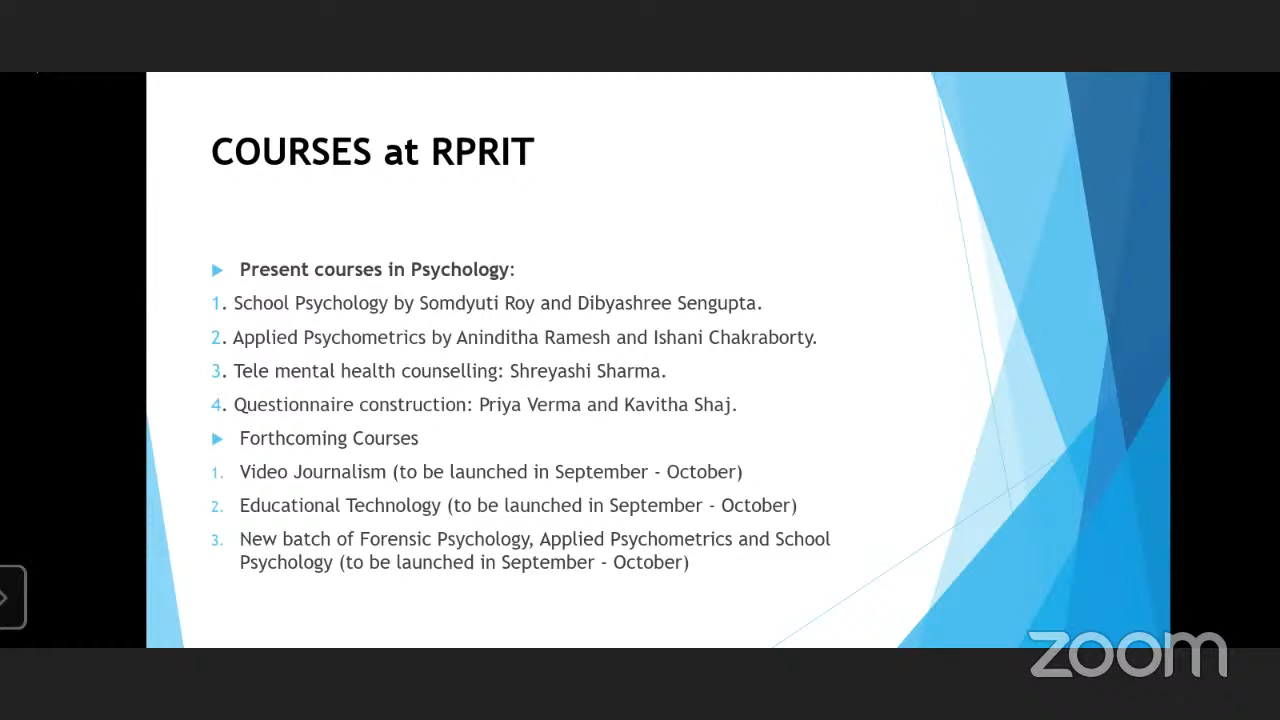 COURSES at RPRIT
Present courses in Psychology:
1. School Psychology by Somdyuti Roy and Dibyashree Sengupta.
2. Applied Psychometrics by Aninditha Ramesh and Ishani Chakraborty.
3. Tele mental health counselling: Shreyashi Sharma.
4. Questionnaire construction: Priya Verma and Kavitha Shaj.
Forthcoming Courses
1. Video Journalism (to be launched in September - October)
2. Educational Technology (to be launched in September - October)
3. New batch of Forensic Psychology, Applied Psychometrics and School
Psychology (to be launched in September - October)
zoom